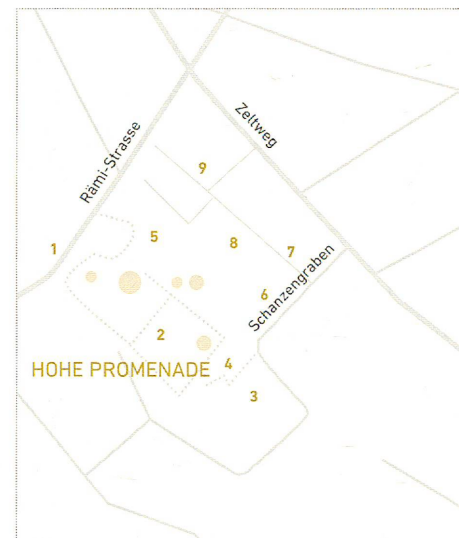 Zeltweg
Rämi-Strasse
9
1
5
8
7
6
Schanzengraben
2
HOHE PROMENADE
4
3